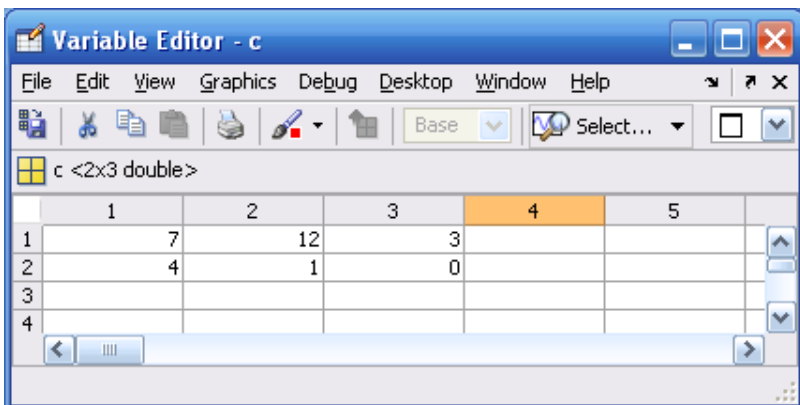 Variable Editor - c
File Edit View Graphics Debug Desktop Window Help
Base Select...
c <2x3 double>
1 2 3 4 5
1 7 12 3
2 4 1 0
3
4